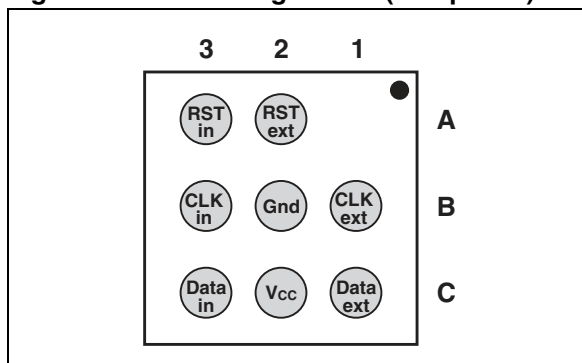 3 2 1
RST in RST ext A
CLK in Gnd CLK ext B
Data in Vcc Data ext C